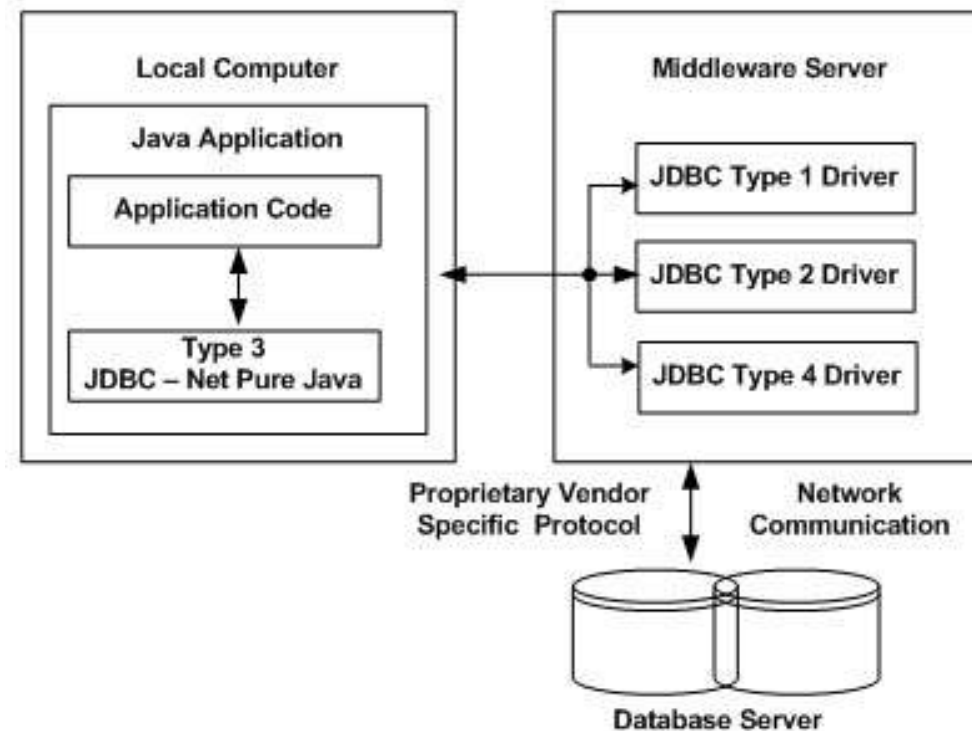 Local Computer
Java Application
Application Code
Type 3
JDBC – Net Pure Java
Middleware Server
JDBC Type 1 Driver
JDBC Type 2 Driver
JDBC Type 4 Driver
Proprietary Vendor
Specific Protocol
Network
Communication
Database Server